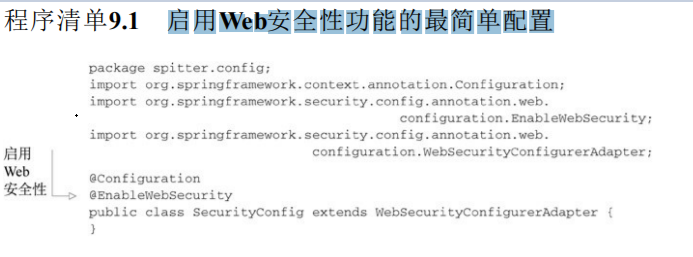 程序清单9.1 启用Web安全性功能的最简单配置
package spitter.config;
import org.springframework.context.annotation.Configuration;
import org.springframework.security.config.annotation.web.
configuration.EnableWebSecurity;
import org.springframework.security.config.annotation.web.
configuration.WebSecurityConfigurerAdapter;
启用
Web
安全性
@Configuration
@EnableWebSecurity
public class SecurityConfig extends WebSecurityConfigurerAdapter {
}